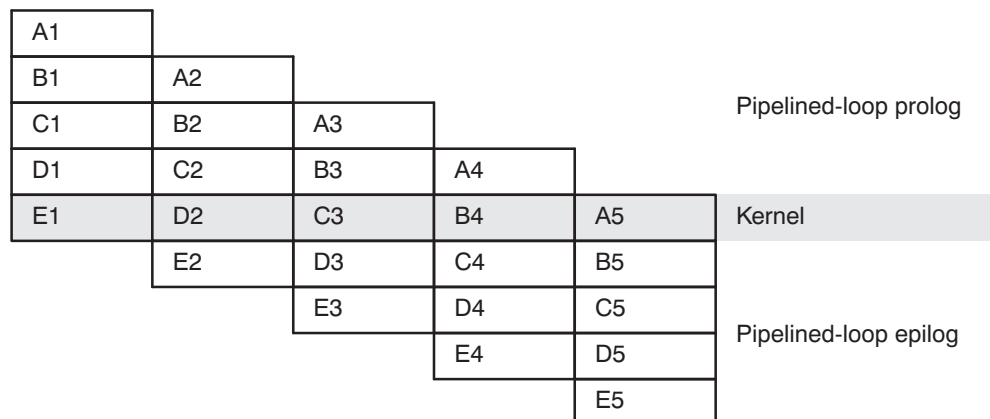 A1
B1 A2
C1 B2 A3
Pipelined-loop prolog
D1 C2 B3 A4
E1 D2 C3 B4 A5 Kernel
E2 D3 C4 B5
E3 D4 C5
Pipelined-loop epilog
E4 D5
E5